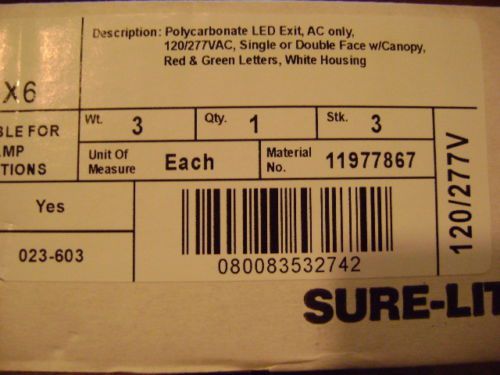 Description: Polycarbonate LED Exit, AC only,
120/277VAC, Single or Double Face w/Canopy,
Red & Green Letters, White Housing
X6
BLE FOR
AMP
TIONS
Wt. 3
Qty. 1
Stk. 3
Unit Of
Measure Each
Material
No. 11977867
Yes
023-603
080083532742
120/277V
SURE-LIT